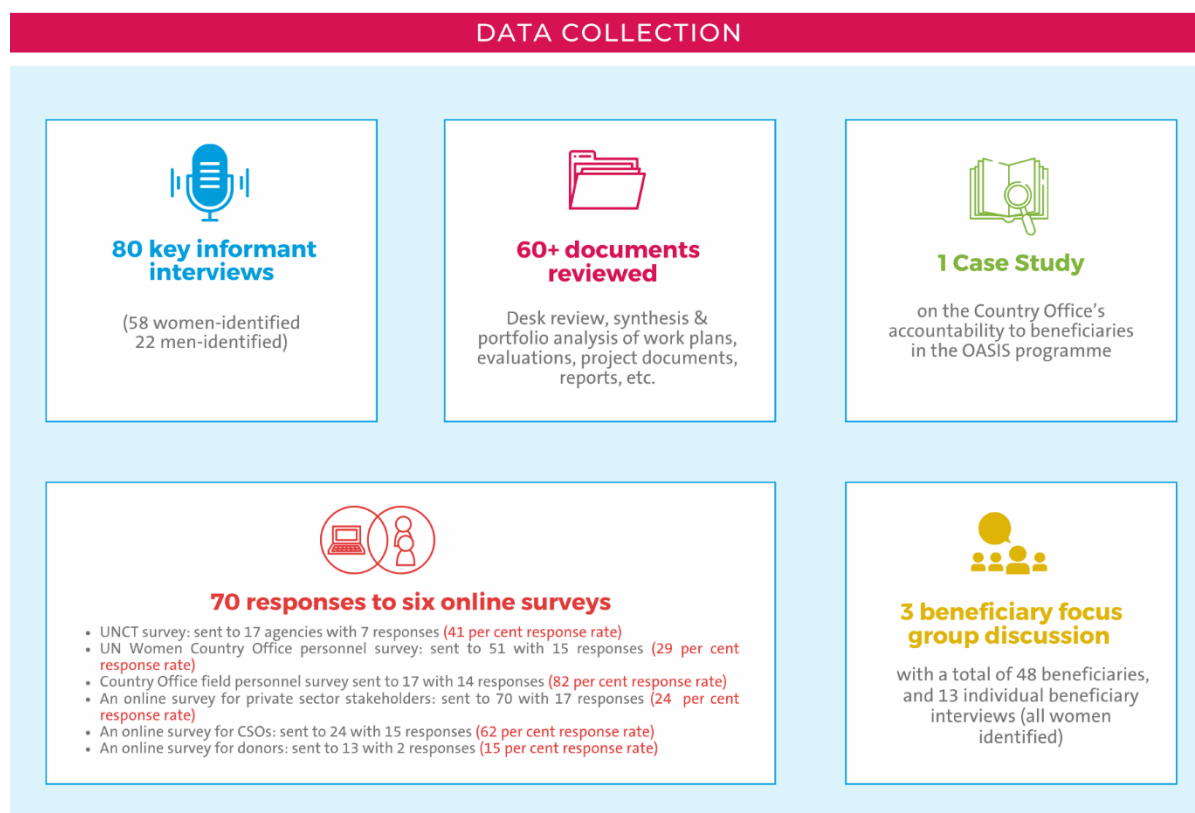 DATA COLLECTION
80 key informant
interviews
(58 women-identified
22 men-identified)
60+ documents
reviewed
Desk review, synthesis &
portfolio analysis of work plans,
evaluations, project documents,
reports, etc.
1 Case Study
on the Country Office's
accountability to beneficiaries
in the OASIS programme
70 responses to six online surveys
• UNCT survey: sent to 17 agencies with 7 responses (41 per cent response rate)
• UN Women Country Office personnel survey: sent to 51 with 15 responses (29 per cent
response rate)
• Country Office field personnel survey sent to 17 with 14 responses (82 per cent response rate)
• An online survey for private sector stakeholders: sent to 70 with 17 responses (24 per cent
response rate)
• An online survey for CSOs: sent to 24 with 15 responses (62 per cent response rate)
• An online survey for donors: sent to 13 with 2 responses (15 per cent response rate)
3 beneficiary focus
group discussion
with a total of 48 beneficiaries,
and 13 individual beneficiary
interviews (all women
identified)